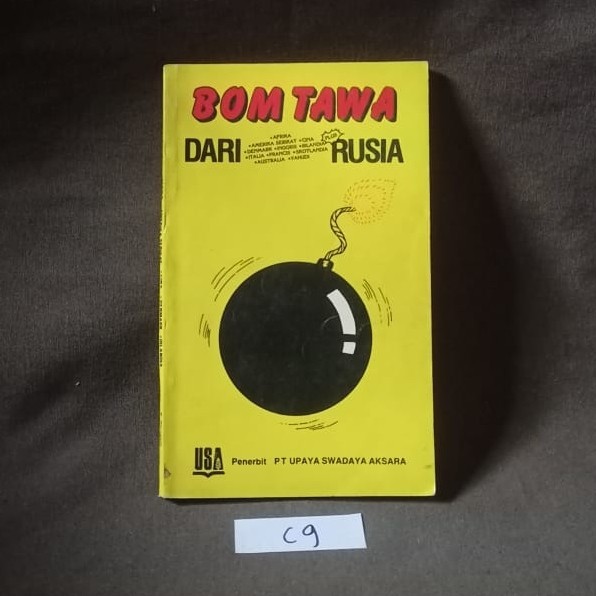 BOM TAWA
DARI
•AFRIKA
•AMERIKA SERIKAT •CINA
•DENMARK •INGGRIS •IRLANDIA
•ITALIA •PRANCIS •SKOTLANDIA
•AUSTRALIA •YAHUDI
PLUS
RUSIA
USA Penerbit PT UPAYA SWADAYA AKSARA
C9